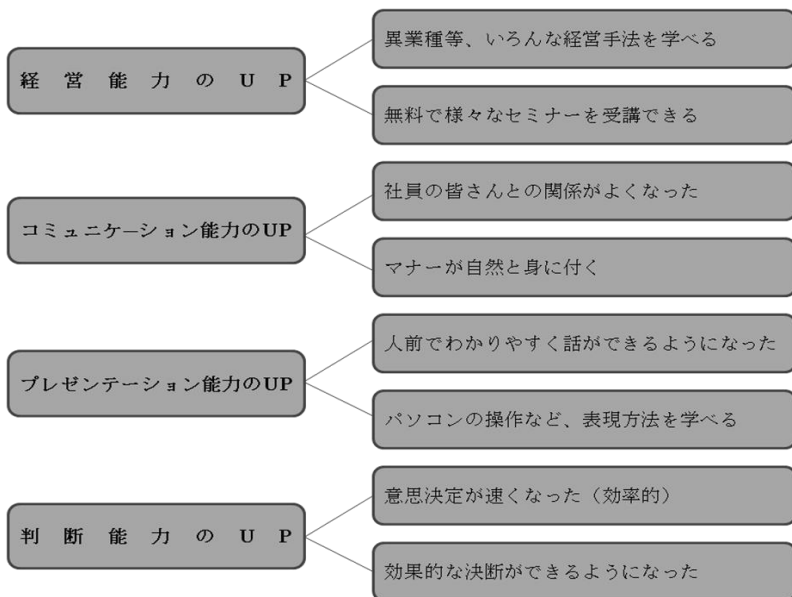 経営能力のUP
異業種等、いろんな経営手法を学べる
無料で様々なセミナーを受講できる
コミュニケーション能力のUP
社員の皆さんとの関係がよくなった
マナーが自然と身に付く
プレゼンテーション能力のUP
人前でわかりやすく話ができるようになった
パソコンの操作など、表現方法を学べる
判断能力のUP
意思決定が速くなった（効率的）
効果的な決断ができるようになった